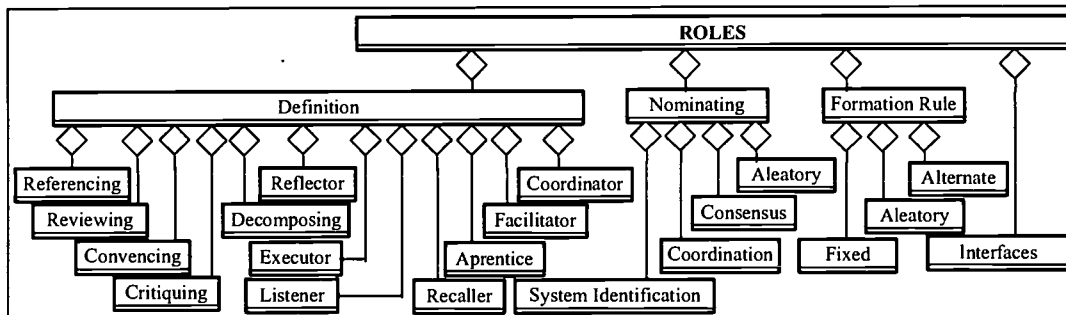 ROLES
Definition
Nominating
Formation Rule
Referencing
Reflector
Coordinator
Aleatory
Alternate
Reviewing
Decomposing
Facilitator
Consensus
Aleatory
Convencing
Executor
Aprentice
Coordination
Fixed
Interfaces
Critiquing
Listener
Recaller
System Identification